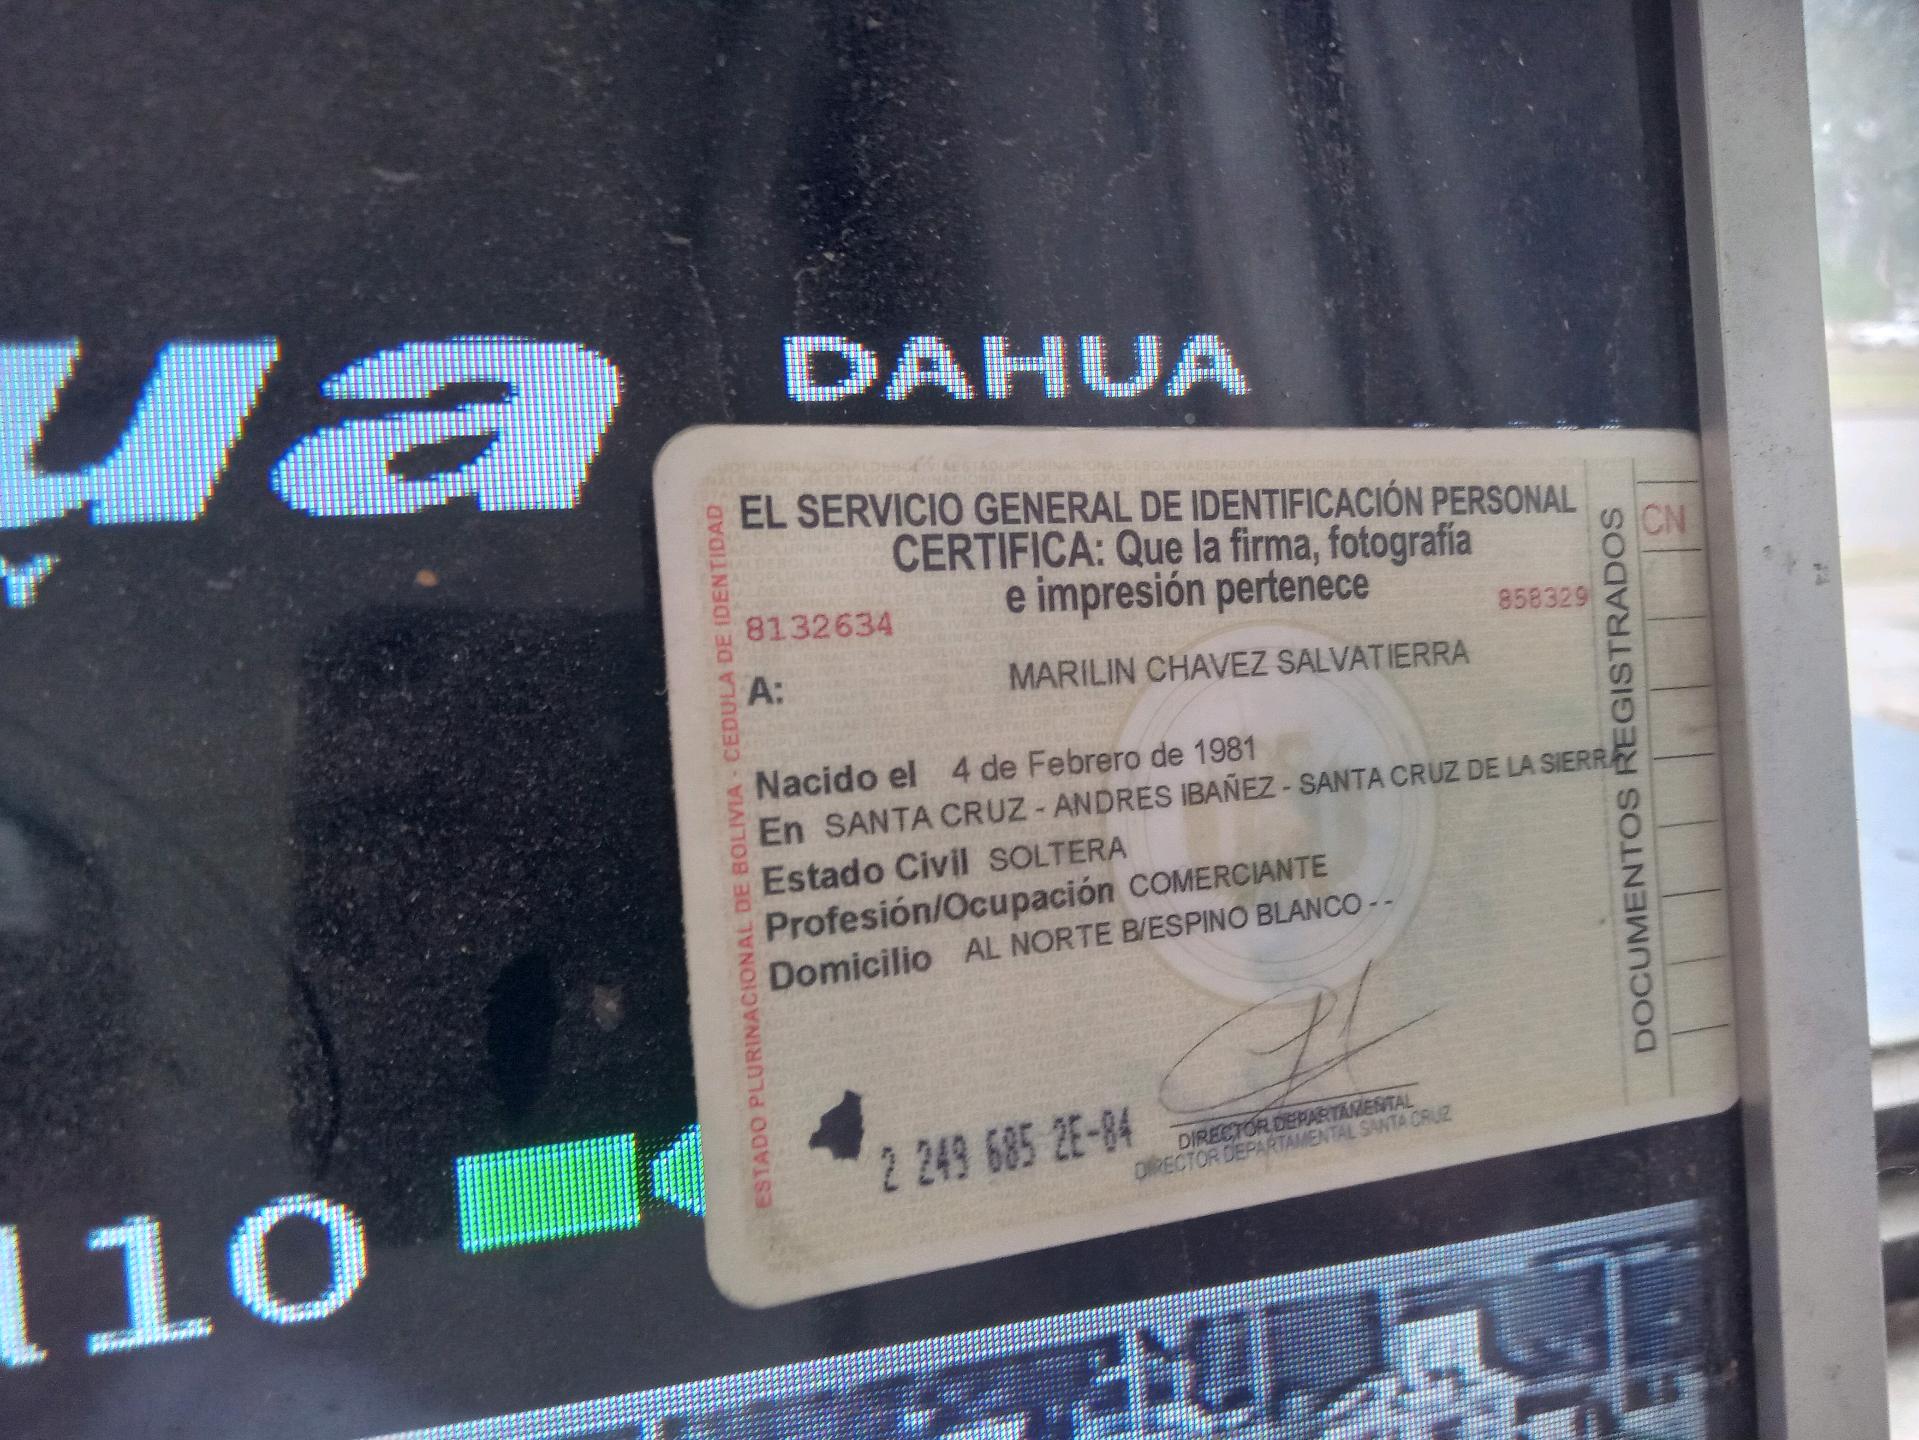 ua
DAHUA
Y
EL SERVICIO GENERAL DE IDENTIFICACIÓN PERSONAL
CERTIFICA: Que la firma, fotografía
e impresión pertenece
8132634
858329
A: MARILIN CHAVEZ SALVATIERRA
Nacido el 4 de Febrero de 1981
En SANTA CRUZ - ANDRES IBAÑEZ - SANTA CRUZ DE LA SIERRA
Estado Civil SOLTERA
Profesión/Ocupación COMERCIANTE
Domicilio AL NORTE B/ESPINO BLANCO - -
2 249 685 2E-84
DIRECTOR DEPARTAMENTAL
DIRECTOR DEPARTAMENTAL SANTA CRUZ
ESTADO PLURINACIONAL DE BOLIVIA - CEDULA DE IDENTIDAD
DOCUMENTOS REGISTRADOS
CN
110